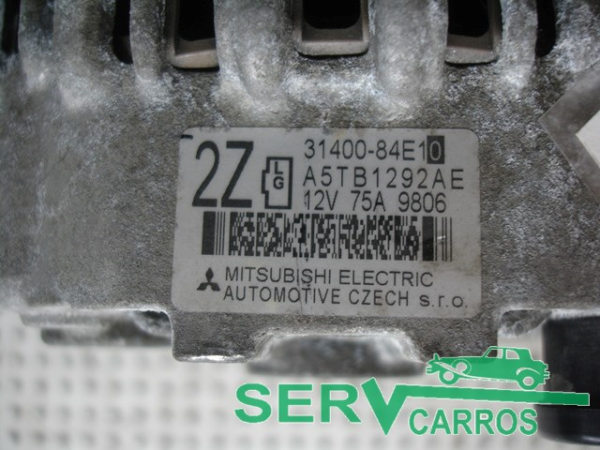 2Z
L
G
31400-84E10
A5TB1292AE
12V 75A 9806
MITSUBISHI ELECTRIC
AUTOMOTIVE CZECH s.r.o.
SERV
CARROS